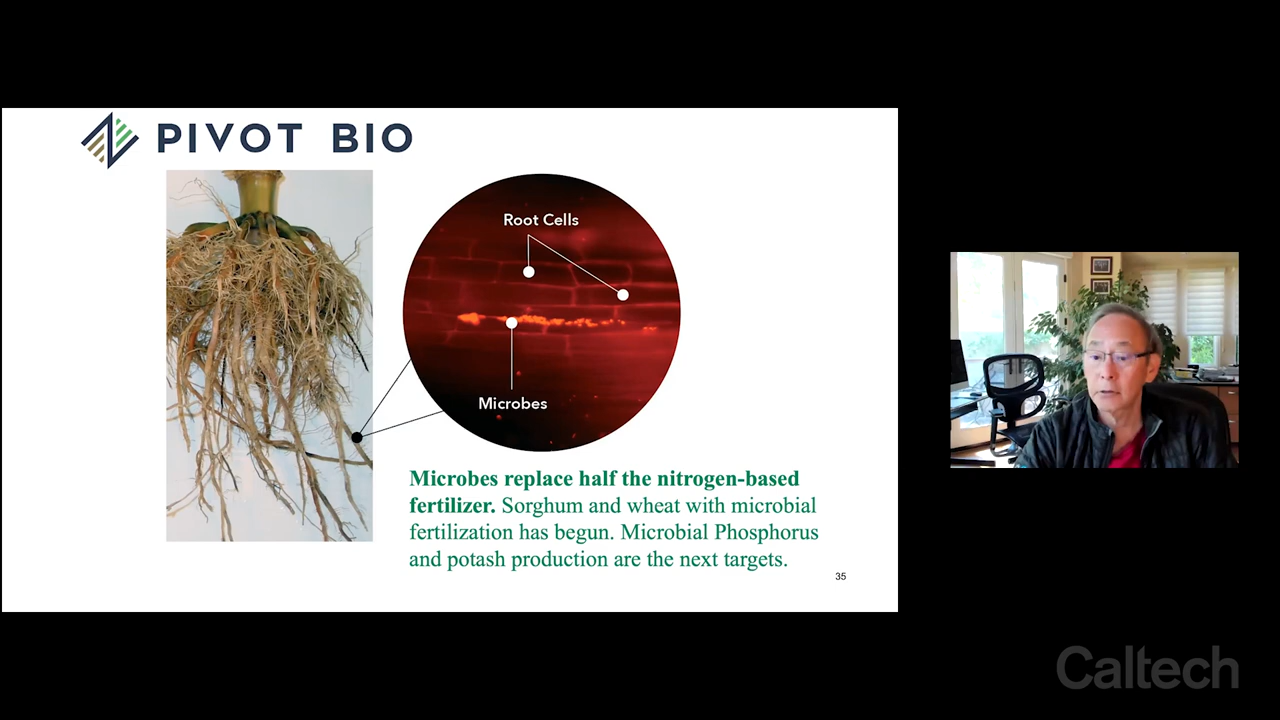 PIVOT BIO
Root Cells
Microbes
Microbes replace half the nitrogen-based
fertilizer. Sorghum and wheat with microbial
fertilization has begun. Microbial Phosphorus
and potash production are the next targets.
35
Caltech